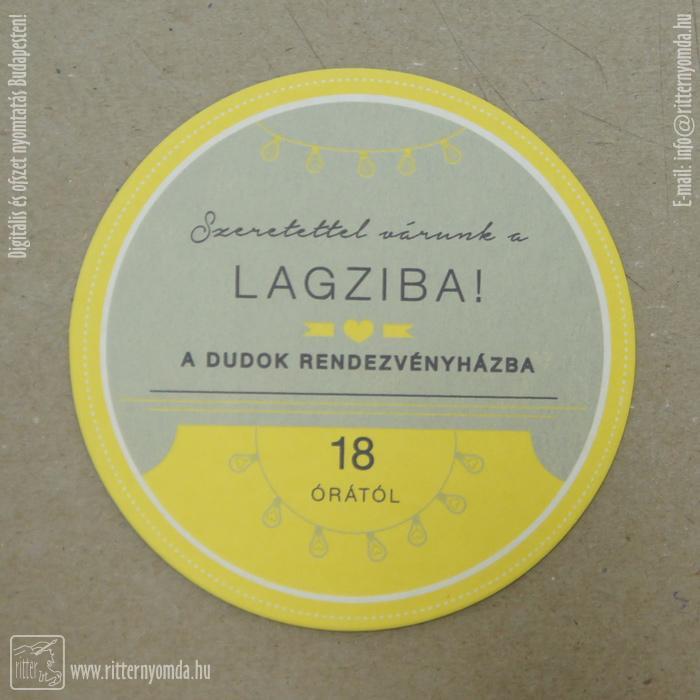 Digitális és ofszet nyomtatás Budapesten!
E-mail: info@ritternyomda.hu
Szeretettel várunk a
LAGZIBA!
A DUDOK RENDEZVÉNYHÁZBA
18
ÓRÁTÓL
ritter
www.ritternyomda.hu